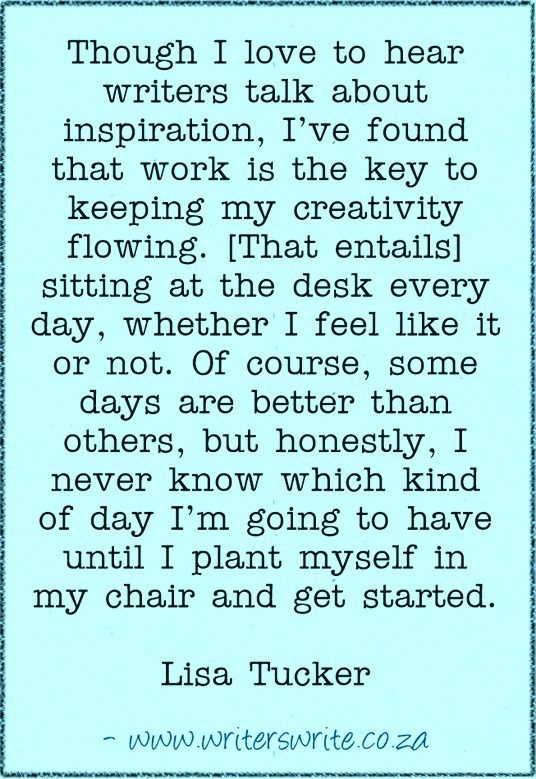 Though I love to hear
writers talk about
inspiration, I’ve found
that work is the key to
keeping my creativity
flowing. [That entails]
sitting at the desk every
day, whether I feel like it
or not. Of course, some
days are better than
others, but honestly, I
never know which kind
of day I’m going to have
until I plant myself in
my chair and get started.
Lisa Tucker
- www.writerswrite.co.za